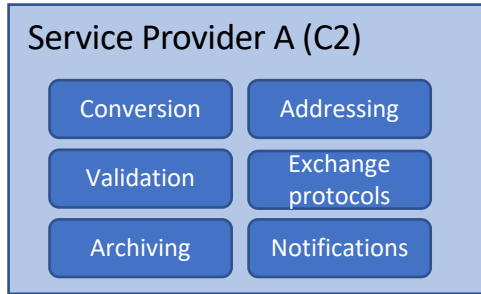 Service Provider A (C2)
Conversion
Addressing
Validation
Exchange
protocols
Archiving
Notifications